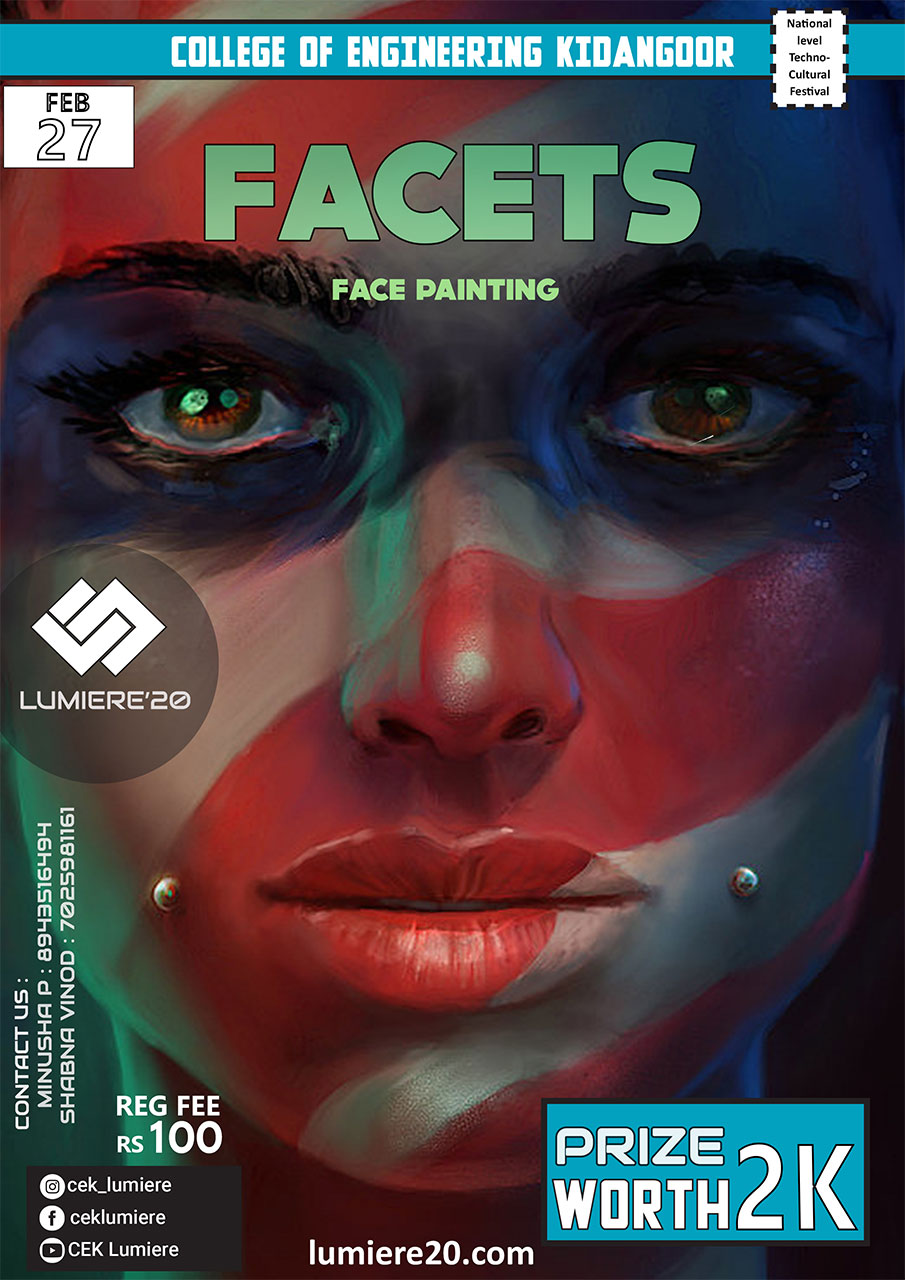 COLLEGE OF ENGINEERING KIDANGOOR
National
level
Techno-
Cultural
Festival
FEB
27
FACETS
FACE PAINTING
LUMIERE'20
CONTACT US :
MINUSHA P : 8943516494
SHABNA VINOD : 7025981161
REG FEE
RS 100
cek_lumiere
ceklumiere
CEK Lumiere
PRIZE
WORTH 2K
lumiere20.com